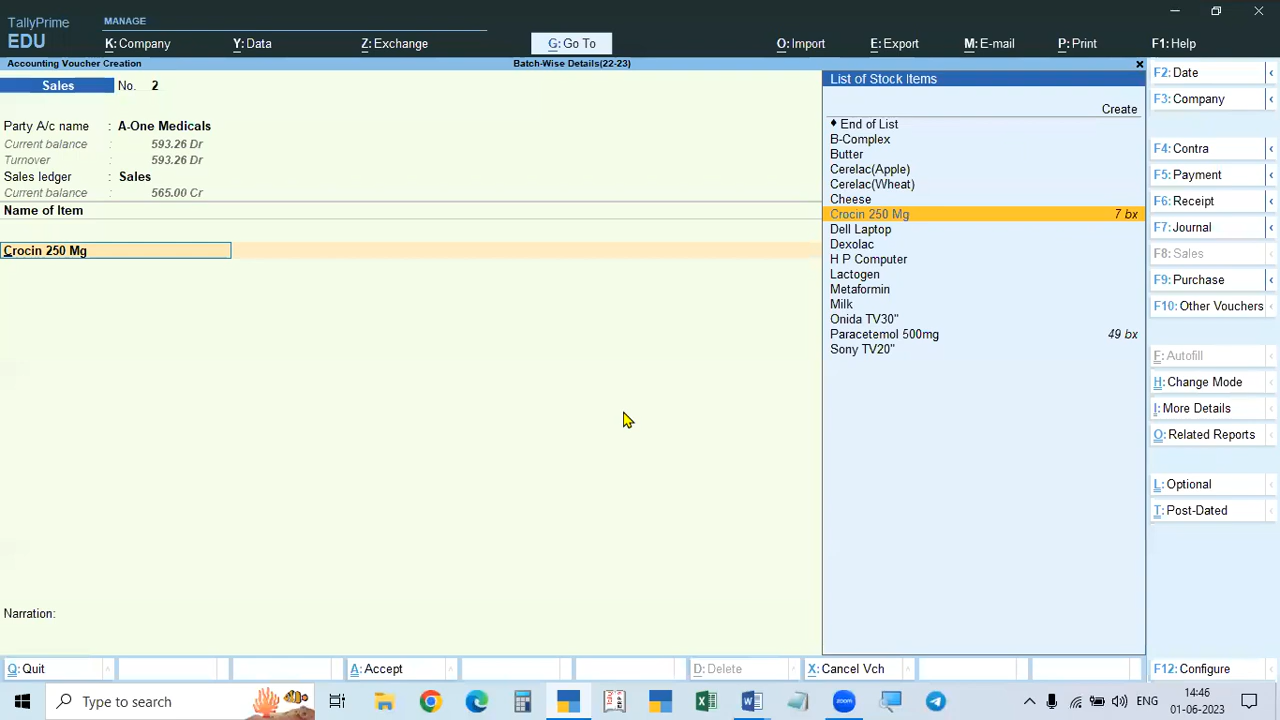 TallyPrime
EDU
MANAGE
K: Company
Y: Data
Z: Exchange
G: Go To
O: Import
E: Export
M: E-mail
P: Print
F1: Help
Accounting Voucher Creation
Batch-Wise Details(22-23)
Sales No. 2
Party A/c name : A-One Medicals
Current balance : 593.26 Dr
Turnover : 593.26 Dr
Sales ledger : Sales
Current balance : 565.00 Cr
Name of Item
Crocin 250 Mg
Narration:
List of Stock Items
Create
♦ End of List
B-Complex
Butter
Cerelac(Apple)
Cerelac(Wheat)
Cheese
Crocin 250 Mg 7 bx
Dell Laptop
Dexolac
H P Computer
Lactogen
Metaformin
Milk
Onida TV30"
Paracetemol 500mg 49 bx
Sony TV20"
F2: Date
F3: Company
F4: Contra
F5: Payment
F6: Receipt
F7: Journal
F8: Sales
F9: Purchase
F10: Other Vouchers
F: Autofill
H: Change Mode
I: More Details
O: Related Reports
L: Optional
T: Post-Dated
Q: Quit
A: Accept
D: Delete
X: Cancel Vch
F12: Configure
Type to search
zoom
ENG
14:46
01-06-2023